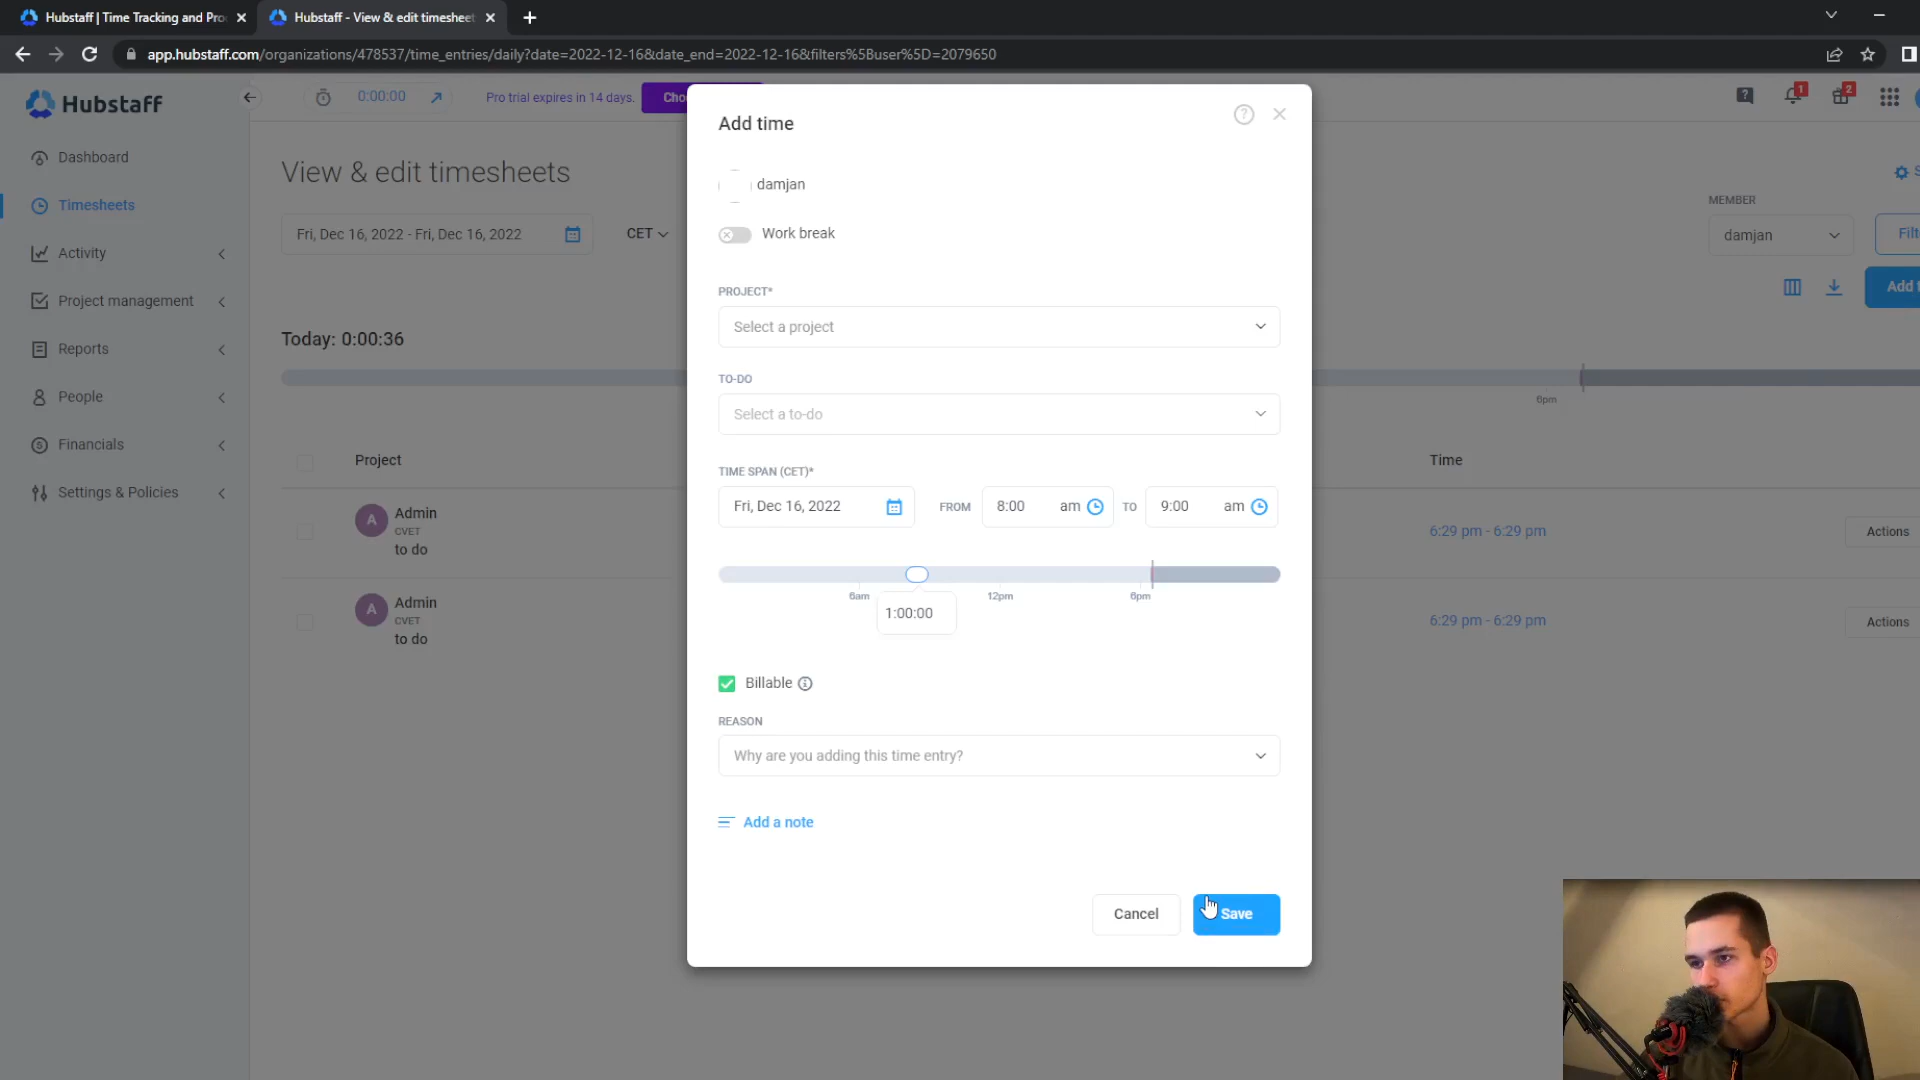 Hubstaff | Time Tracking and Pro
Hubstaff - View & edit timesheet
app.hubstaff.com/organizations/478537/time_entries/daily?date=2022-12-16&date_end=2022-12-16&filters%5Buser%5D=2079650
Hubstaff
0:00:00
Pro trial expires in 14 days.
Cho
1
2
Dashboard
Timesheets
Activity
Project management
Reports
People
Financials
Settings & Policies
View & edit timesheets
Fri, Dec 16, 2022 - Fri, Dec 16, 2022
CET
MEMBER
damjan
Filt
Add t
Today: 0:00:36
6pm
Project
Time
A
Admin
CVET
to do
6:29 pm - 6:29 pm
Actions
A
Admin
CVET
to do
6:29 pm - 6:29 pm
Actions
Add time
damjan
Work break
PROJECT*
Select a project
TO-DO
Select a to-do
TIME SPAN (CET)*
Fri, Dec 16, 2022
FROM
8:00 am
TO
9:00 am
6am
12pm
6pm
1:00:00
Billable
REASON
Why are you adding this time entry?
Add a note
Cancel
Save